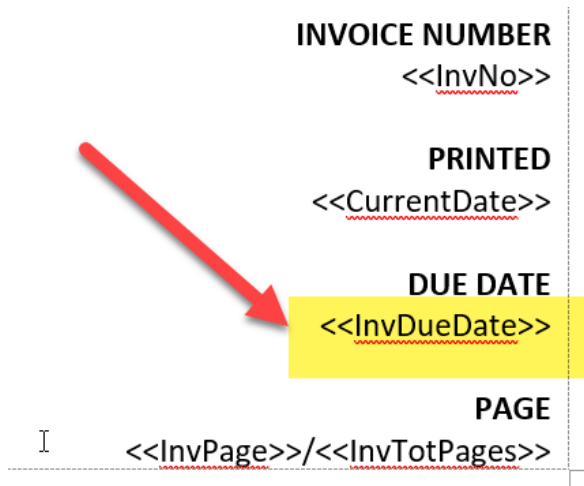 INVOICE NUMBER
<<InvNo>>
PRINTED
<<CurrentDate>>
DUE DATE
<<InvDueDate>>
PAGE
<<InvPage>>/<<InvTotPages>>